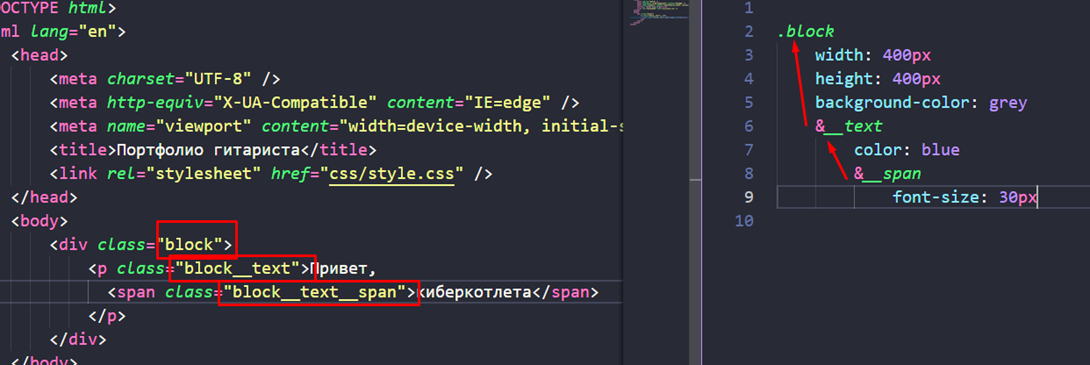 OCTYPE html>
ml lang="en">
<head>
<meta charset="UTF-8" />
<meta http-equiv="X-UA-Compatible" content="IE=edge" />
<meta name="viewport" content="width=device-width, initial-s
<title>Портфолио гитариста</title>
<link rel="stylesheet" href="css/style.css" />
</head>
<body>
<div class="block">
<p class="block__text">Привет,
<span class="block__text__span">киберкотлета</span>
</p>
</div>
</body>
1
2 .block
3 width: 400px
4 height: 400px
5 background-color: grey
6 &__text
7 color: blue
8 &__span
9 font-size: 30px
10